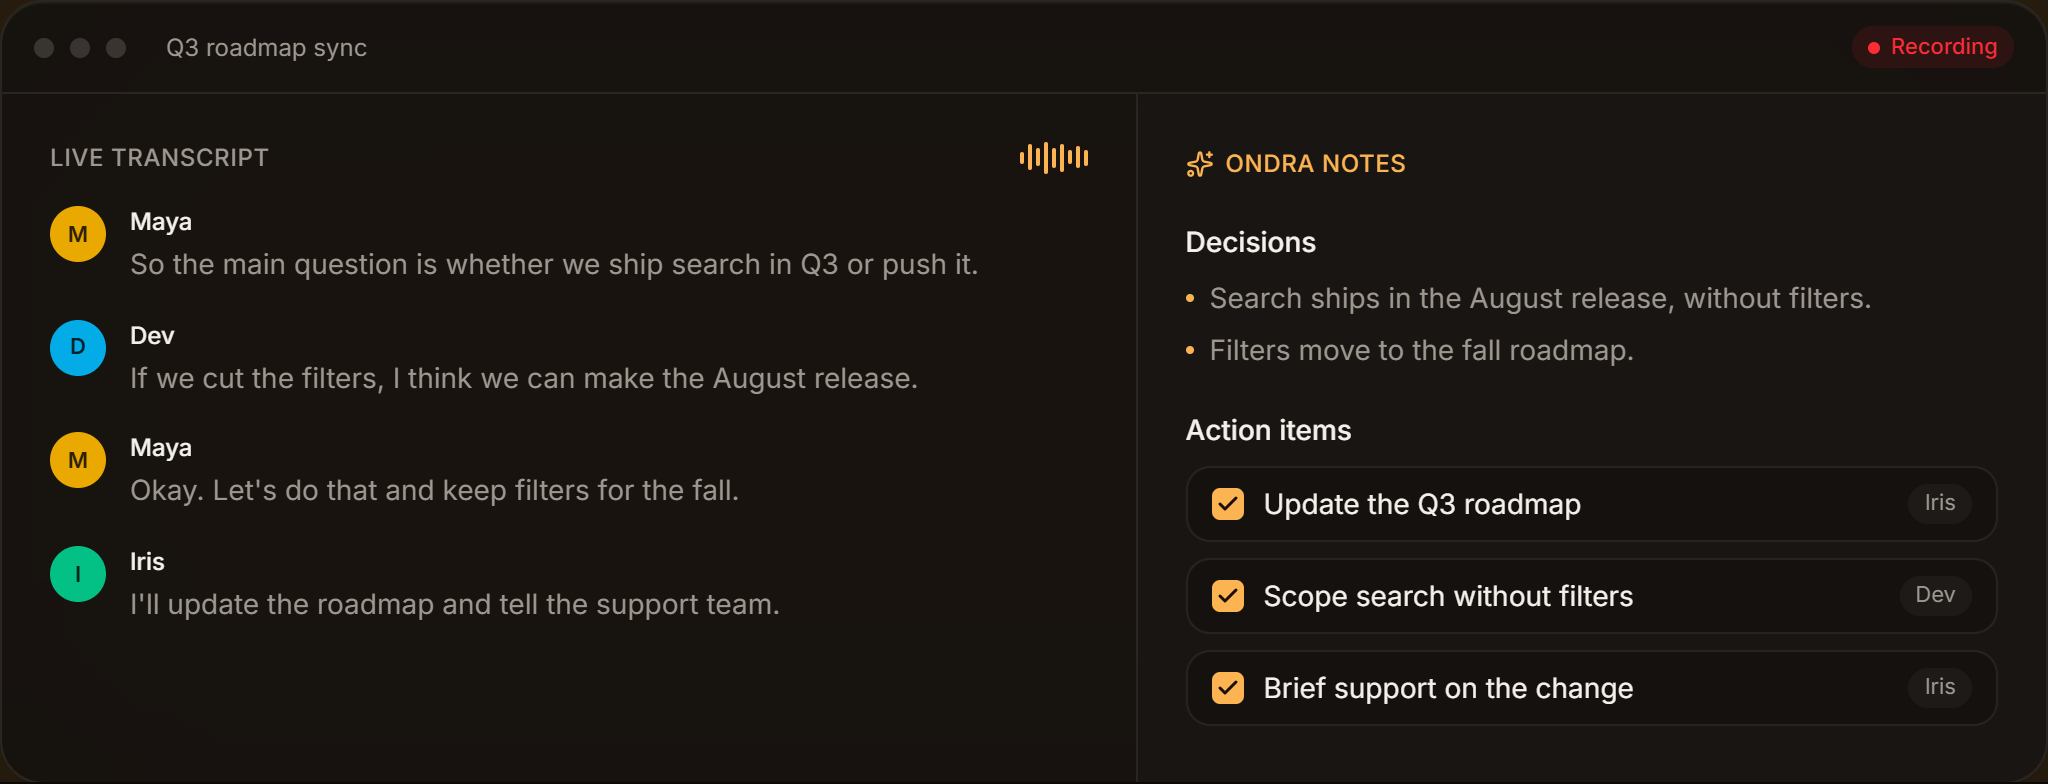 Q3 roadmap sync
Recording
LIVE TRANSCRIPT
M
Maya
So the main question is whether we ship search in Q3 or push it.
D
Dev
If we cut the filters, I think we can make the August release.
M
Maya
Okay. Let's do that and keep filters for the fall.
I
Iris
I'll update the roadmap and tell the support team.
ONDRA NOTES
Decisions
Search ships in the August release, without filters.
Filters move to the fall roadmap.
Action items
Update the Q3 roadmap
Iris
Scope search without filters
Dev
Brief support on the change
Iris